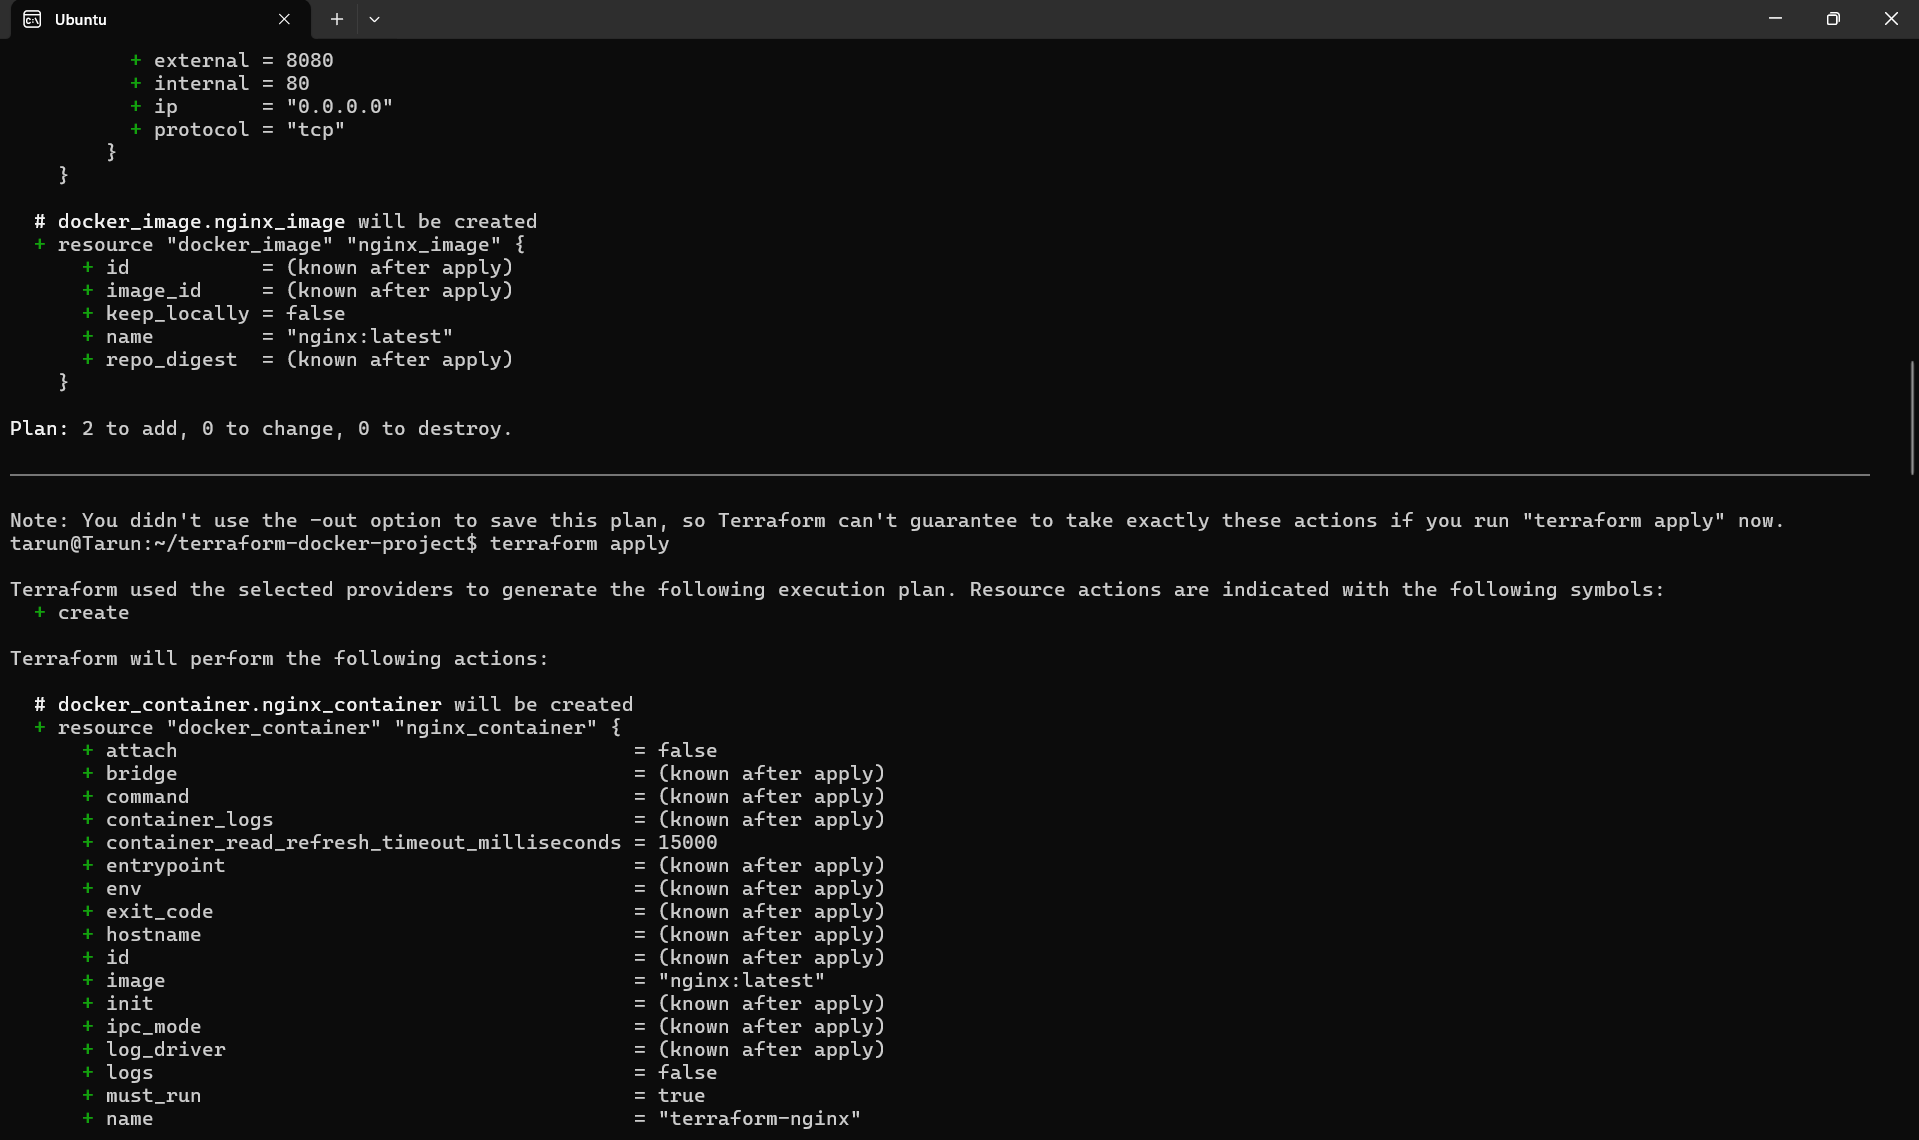 Ubuntu
+ external = 8080
+ internal = 80
+ ip       = "0.0.0.0"
+ protocol = "tcp"
}
}
# docker_image.nginx_image will be created
+ resource "docker_image" "nginx_image" {
+ id           = (known after apply)
+ image_id     = (known after apply)
+ keep_locally = false
+ name         = "nginx:latest"
+ repo_digest  = (known after apply)
}
Plan: 2 to add, 0 to change, 0 to destroy.
Note: You didn't use the -out option to save this plan, so Terraform can't guarantee to take exactly these actions if you run "terraform apply" now.
tarun@Tarun:~/terraform-docker-project$ terraform apply
Terraform used the selected providers to generate the following execution plan. Resource actions are indicated with the following symbols:
+ create
Terraform will perform the following actions:
# docker_container.nginx_container will be created
+ resource "docker_container" "nginx_container" {
+ attach                                      = false
+ bridge                                      = (known after apply)
+ command                                     = (known after apply)
+ container_logs                              = (known after apply)
+ container_read_refresh_timeout_milliseconds = 15000
+ entrypoint                                  = (known after apply)
+ env                                         = (known after apply)
+ exit_code                                   = (known after apply)
+ hostname                                    = (known after apply)
+ id                                          = (known after apply)
+ image                                       = "nginx:latest"
+ init                                        = (known after apply)
+ ipc_mode                                    = (known after apply)
+ log_driver                                  = (known after apply)
+ logs                                        = false
+ must_run                                    = true
+ name                                        = "terraform-nginx"